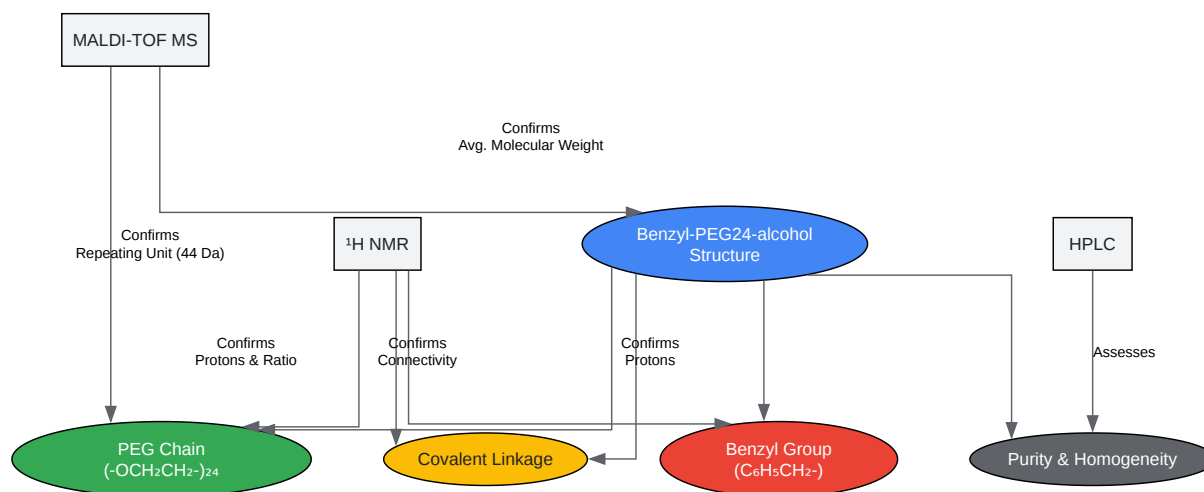 MALDI-TOF MS
Confirms
Avg. Molecular Weight
Confirms
Repeating Unit (44 Da)
¹H NMR
Benzyl-PEG24-alcohol
Structure
HPLC
Confirms
Protons & Ratio
Confirms
Connectivity
Confirms
Protons
Assesses
PEG Chain
(-OCH₂CH₂-)₂₄
Covalent Linkage
Benzyl Group
(C₆H₅CH₂-)
Purity & Homogeneity